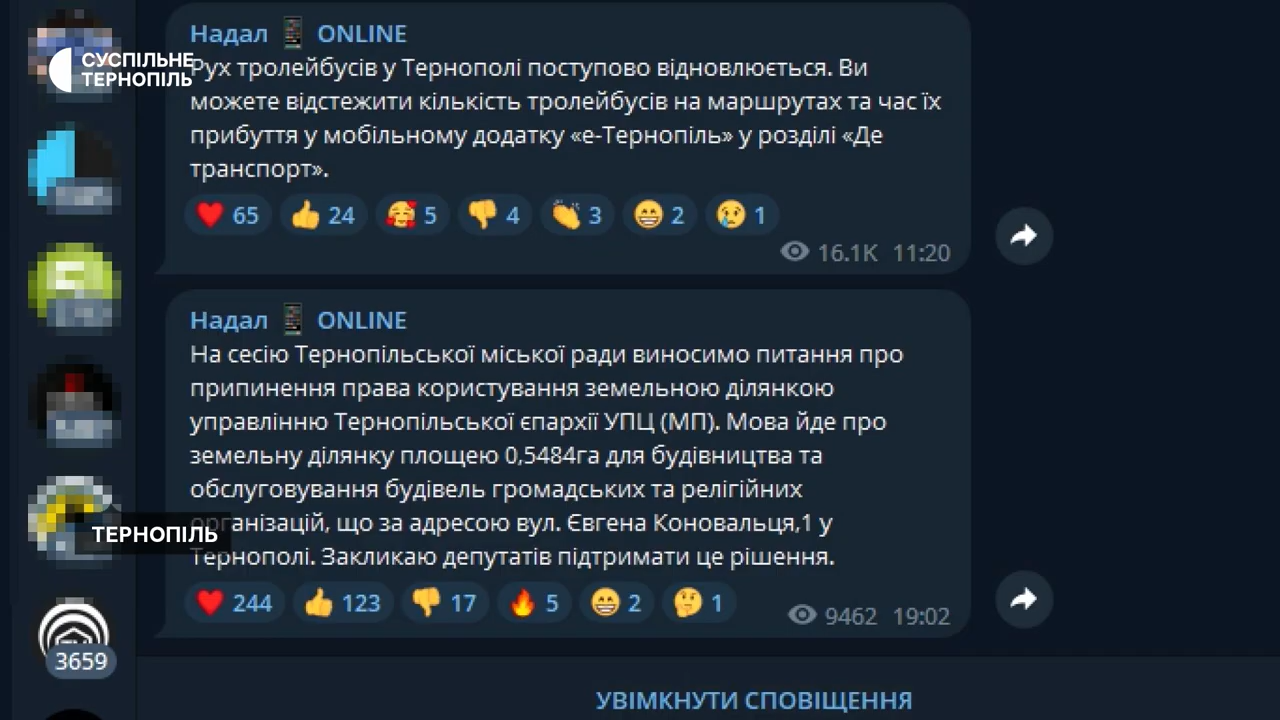 СУСПІЛЬНЕ
ТЕРНОПІЛЬ
Надал 📱 ONLINE
Рух тролейбусів у Тернополі поступово відновлюється. Ви
можете відстежити кількість тролейбусів на маршрутах та час їх
прибуття у мобільному додатку «е-Тернопіль» у розділі «Де
транспорт».
❤️ 65 👍 24 🥰 5 👎 4 👏 3 😁 2 😢 1
16.1K 11:20
Надал 📱 ONLINE
На сесію Тернопільської міської ради виносимо питання про
припинення права користування земельною ділянкою
управлінню Тернопільської єпархії УПЦ (МП). Мова йде про
земельну ділянку площею 0,5484га для будівництва та
обслуговування будівель громадських та релігійних
організацій, що за адресою вул. Євгена Коновальця,1 у
Тернополі. Закликаю депутатів підтримати це рішення.
❤️ 244 👍 123 👎 17 🔥 5 😁 2 🤔 1
9462 19:02
ТЕРНОПІЛЬ
3659
УВІМКНУТИ СПОВІЩЕННЯ